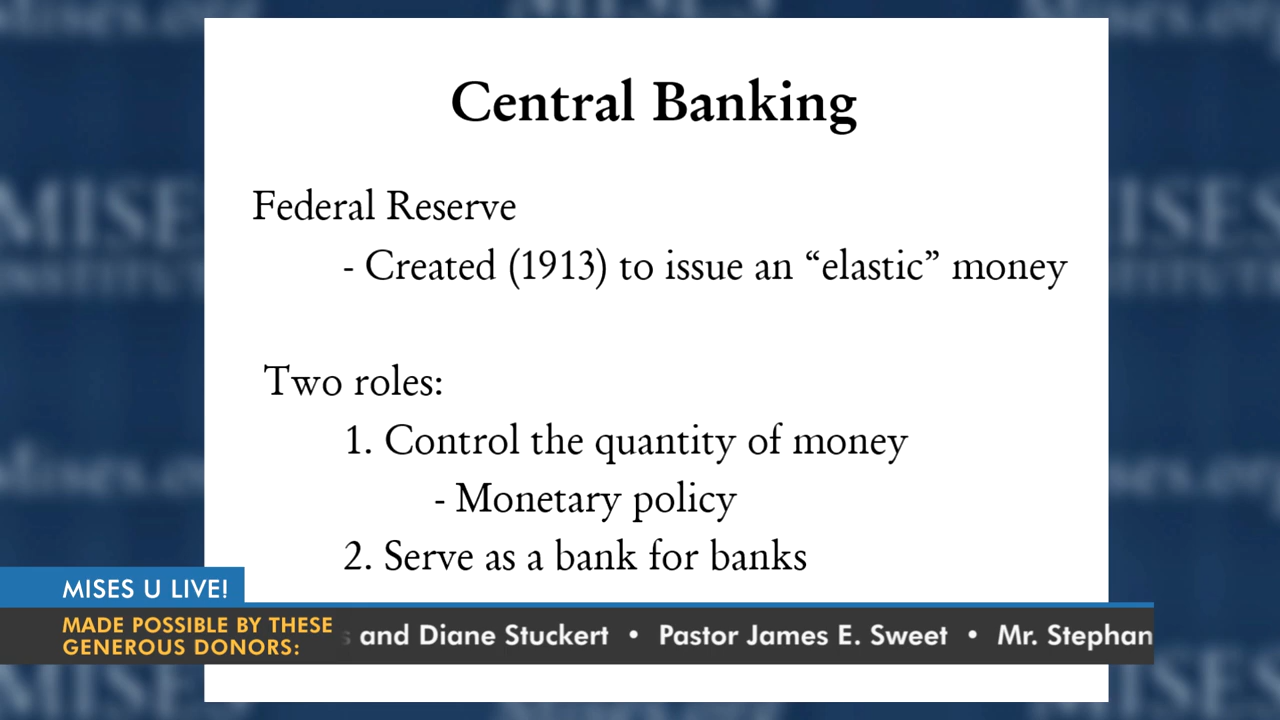 Central Banking
Federal Reserve
- Created (1913) to issue an “elastic” money
Two roles:
1. Control the quantity of money
- Monetary policy
2. Serve as a bank for banks
MISES U LIVE!
MADE POSSIBLE BY THESE
GENEROUS DONORS:
and Diane Stuckert • Pastor James E. Sweet • Mr. Stephan